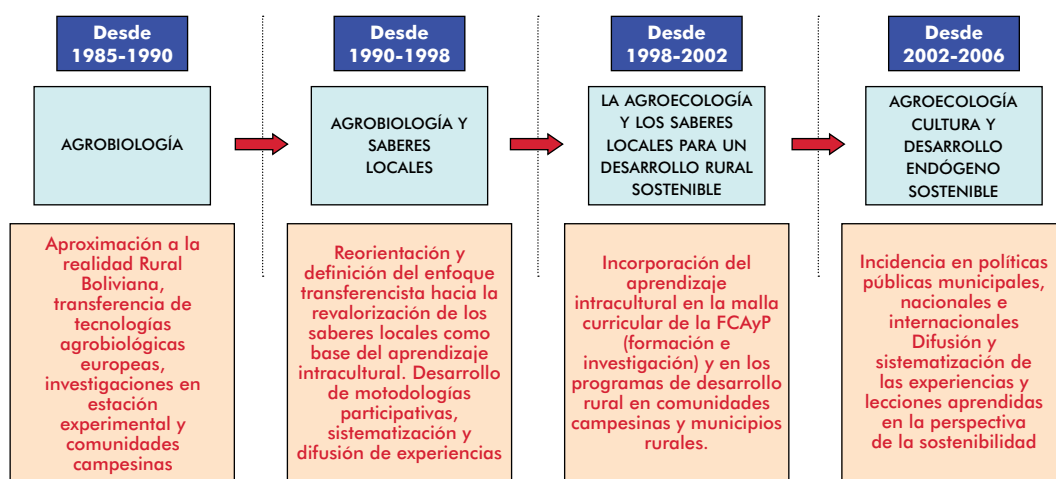 Desde
1985-1990
Desde
1990-1998
Desde
1998-2002
Desde
2002-2006
AGROBIOLOGÍA
AGROBIOLOGÍA Y
SABERES
LOCALES
LA AGROECOLOGÍA
Y LOS SABERES
LOCALES PARA UN
DESARROLLO RURAL
SOSTENIBLE
AGROECOLOGÍA
CULTURA Y
DESARROLLO
ENDÓGENO
SOSTENIBLE
Aproximación a la
realidad Rural
Boliviana,
transferencia de
tecnologías
agrobiológicas
europeas,
investigaciones en
estación
experimental y
comunidades
campesinas
Reorientación y
definición del enfoque
transferencista hacia la
revalorización de los
saberes locales como
base del aprendizaje
intracultural. Desarrollo
de motodologías
participativas,
sistematización y
difusión de experiencias
Incorporación del
aprendizaje
intracultural en la malla
curricular de la FCAyP
(formación e
investigación) y en los
programas de desarrollo
rural en comunidades
campesinas y municipios
rurales.
Incidencia en políticas
públicas municipales,
nacionales e
internacionales
Difusión y
sistematización de
las experiencias y
lecciones aprendidas
en la perspectiva
de la sostenibilidad